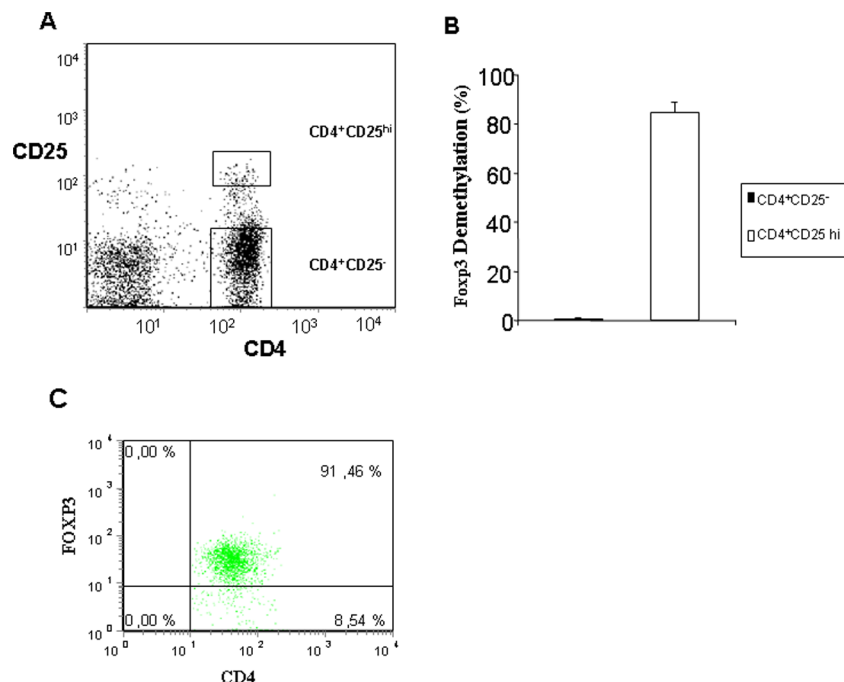 A
CD25
10⁴
10³
10²
10¹
CD4⁺CD25ʰⁱ
CD4⁺CD25⁻
10¹ 10² 10³ 10⁴
CD4
B
Foxp3 Demethylation (%)
100
80
60
40
20
0
CD4⁺CD25⁻
CD4⁺CD25 hi
C
FOXP3
10⁴
10³
10²
10¹
10⁰
0,00 %
91,46 %
0,00 %
8,54 %
10⁰ 10¹ 10² 10³ 10⁴
CD4